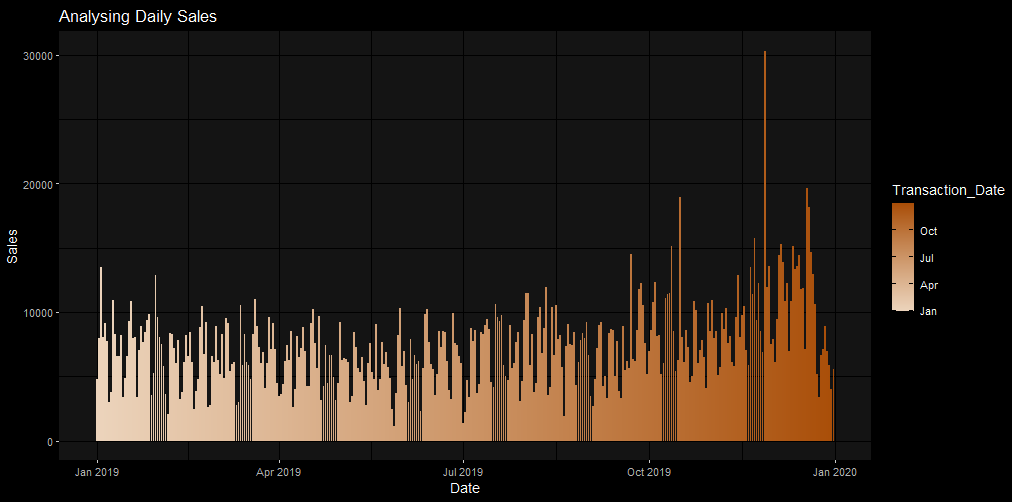 Analysing Daily Sales
30000
20000
10000
0
Sales
Jan 2019
Apr 2019
Jul 2019
Oct 2019
Jan 2020
Date
Transaction_Date
Oct
Jul
Apr
Jan